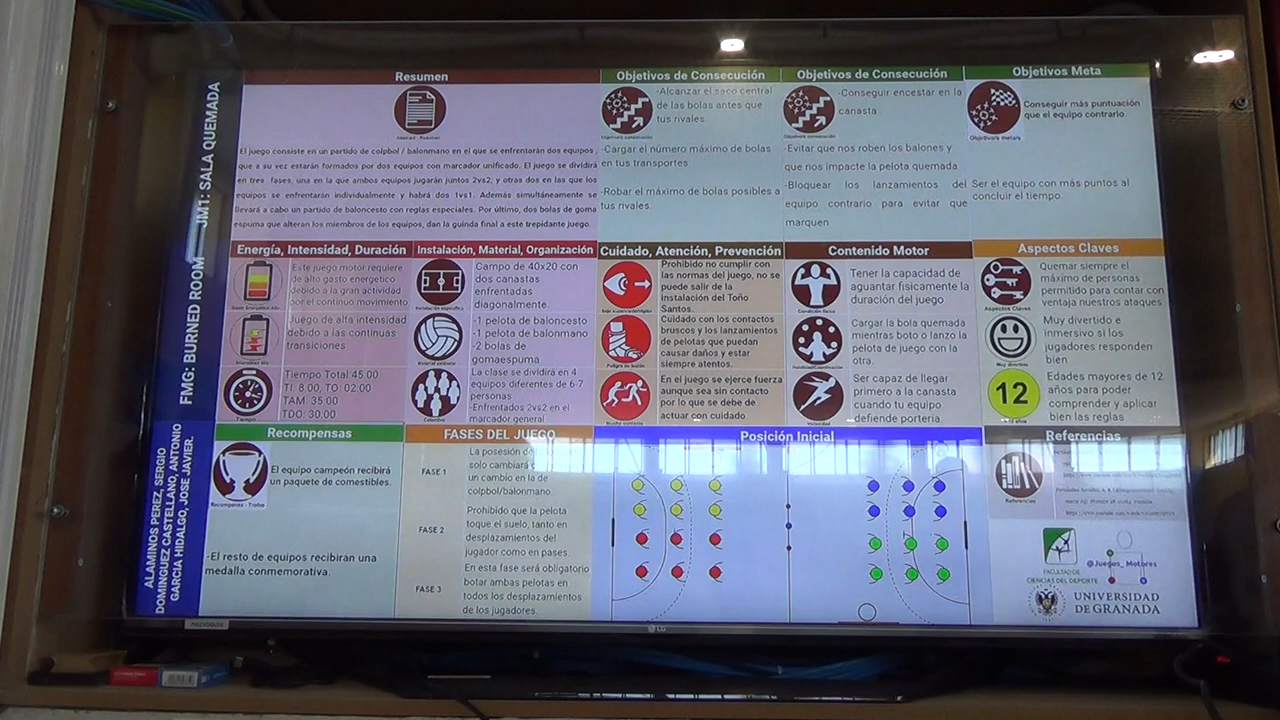 FMG: BURNED ROOM JM1: SALA QUEMADA
ALAMINOS PEREZ, SERGIO
DOMINGUEZ CASTELLANO, ANTONIO
GARCIA HIDALGO, JOSE JAVIER.
Resumen
El juego consiste en un partido de colpbol / balonmano en el que se enfrentarán dos equipos ,
que a su vez estarán formados por dos equipos con marcador unificado. El juego se dividirá
en tres fases, una en la que ambos equipos jugarán juntos 2vs2; y otras dos en las que los
equipos se enfrentarán individualmente y habrá dos 1vs1. Además simultáneamente se
llevará a cabo un partido de baloncesto con reglas especiales. Por último, dos bolas de goma
espuma que alteran los miembros de los equipos, dan la guinda final a este trepidante juego.
Objetivos de Consecución
-Alcanzar el saco central
de las bolas antes que
tus rivales
-Cargar el número máximo de bolas
en tus transportes
-Robar el máximo de bolas posibles a
tus rivales.
Objetivos de Consecución
-Conseguir encestar en la
canasta
-Evitar que nos roben los balones y
que nos impacte la pelota quemada
-Bloquear los lanzamientos del
equipo contrario para evitar que
marquen
Objetivos Meta
Conseguir más puntuación
que el equipo contrario.
Ser el equipo con más puntos al
concluir el tiempo.
Energía, Intensidad, Duración
Este juego motor requiere
de alto gasto energético
debido a la gran actividad
por el continuo movimiento
Juego de alta intensidad
debido a las continuas
transiciones
Tiempo Total:45.00
TI: 8:00, TO: 02:00
TAM: 35:00
TDO: 30:00
Instalación, Material, Organización
Campo de 40x20 con
dos canastas
enfrentadas
diagonalmente.
-1 pelota de baloncesto
-1 pelota de balonmano
-2 bolas de
gomaespuma
La clase se dividirá en 4
equipos diferentes de 6-7
personas
-Enfrentados 2vs2 en el
marcador general
Cuidado, Atención, Prevención
Prohibido no cumplir con
las normas del juego, no se
puede salir de la
instalación del Toño
Santos.
Cuidado con los contactos
bruscos y los lanzamientos
de pelotas que puedan
causar daños y estar
siempre atentos.
En el juego se ejerce fuerza
aunque sea sin contacto
por lo que se debe de
actuar con cuidado
Contenido Motor
Tener la capacidad de
aguantar físicamente la
duración del juego
Cargar la bola quemada
mientras boto o lanzo la
pelota de juego con la
otra.
Ser capaz de llegar
primero a la canasta
cuando tu equipo
defiende portería
Aspectos Claves
Quemar siempre el
máximo de personas
permitido para contar con
ventaja nuestros ataques
Muy divertido e
inmersivo si los
jugadores responden
bien
12
Edades mayores de 12
años para poder
comprender y aplicar
bien las reglas
Recompensas
El equipo campeón recibirá
un paquete de comestibles.
Recompensas - Trofeo
-El resto de equipos recibirán una
medalla conmemorativa.
FASES DEL JUEGO
FASE 1
La posesión de
solo cambiará
un cambio en la de
colpbol/balonmano.
FASE 2
Prohibido que la pelota
toque el suelo, tanto en
desplazamientos del
jugador como en pases.
FASE 3
En esta fase será obligatorio
botar ambas pelotas en
todos los desplazamientos
de los jugadores.
Posición Inicial
Referencias
Referencias
FACULTAD DE
CIENCIAS DEL DEPORTE
@Juegos_Motores
UNIVERSIDAD
DE GRANADA
LG